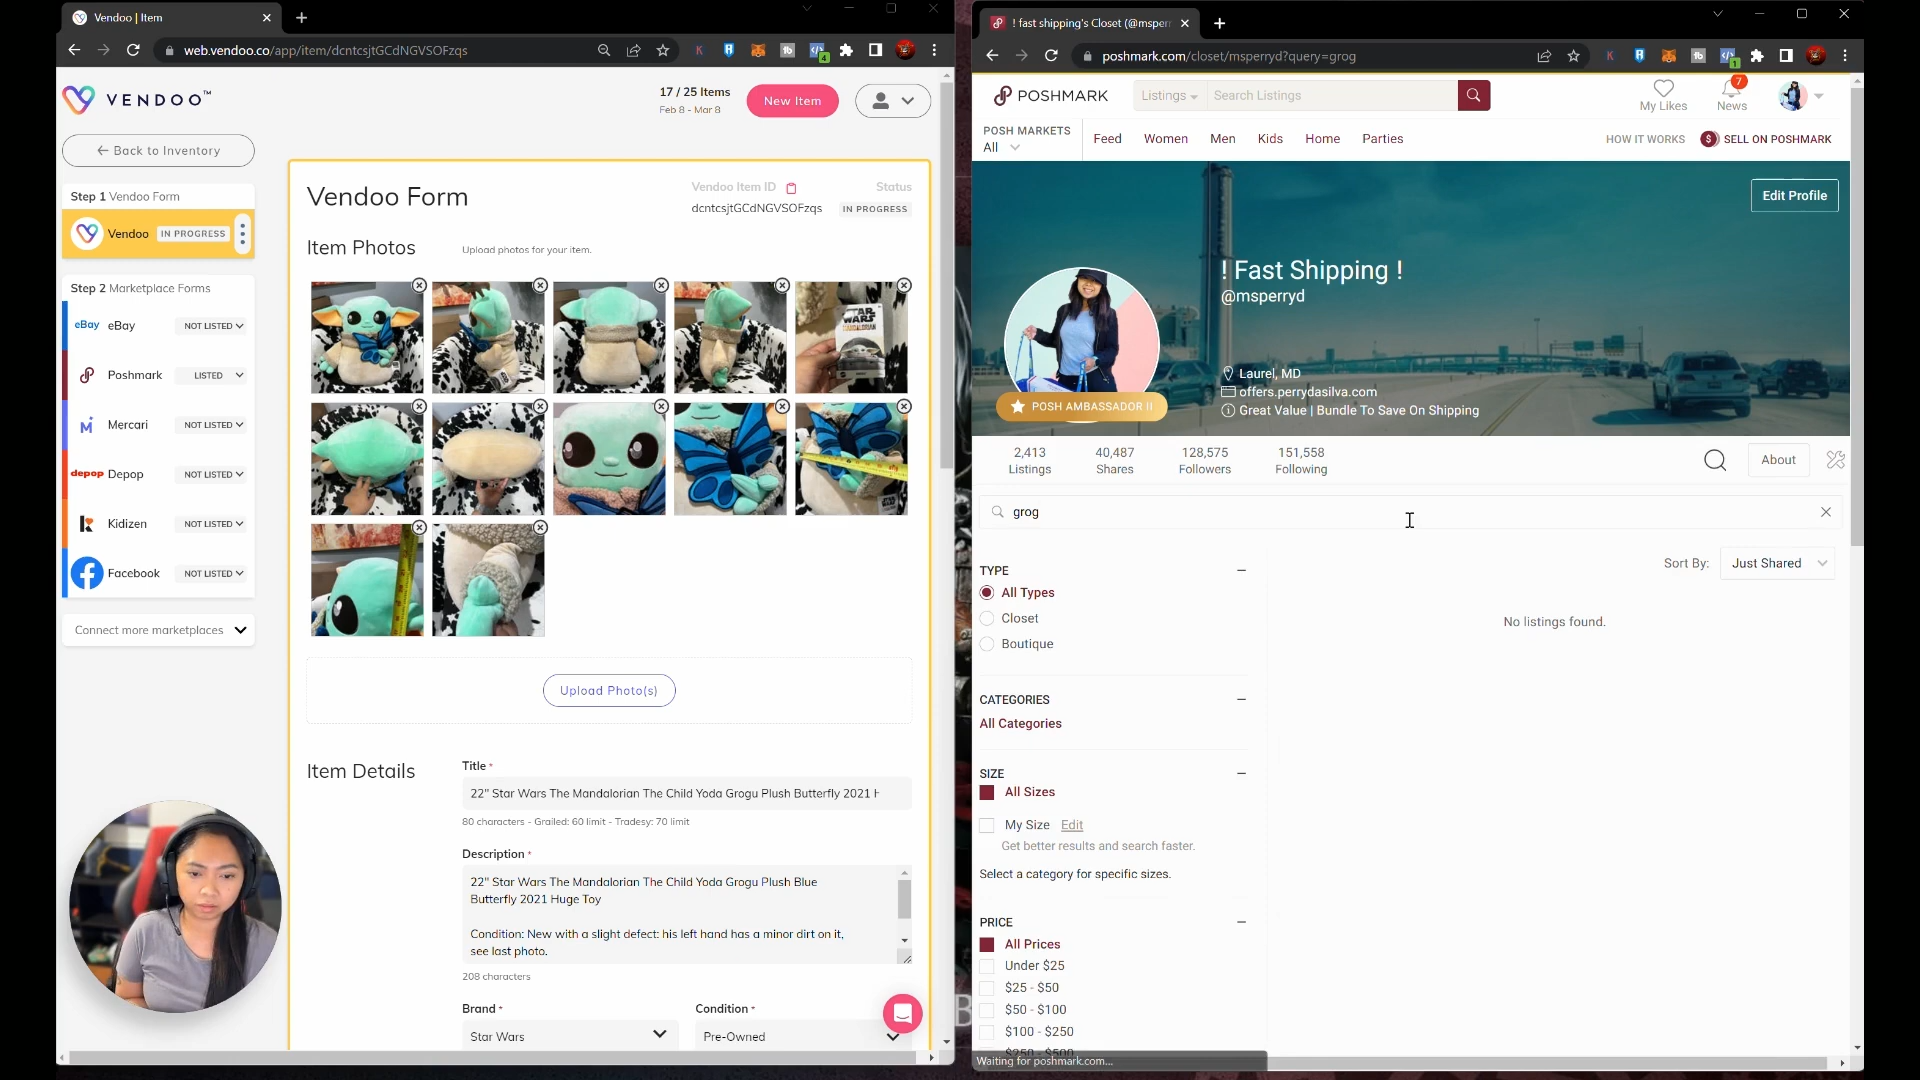 Vendoo | Item
web.vendoo.co/app/item/dcntcsjtGCdNGVSOFzqs
4
VENDOO™
17 / 25 Items
Feb 8 - Mar 8
New Item
← Back to Inventory
Step 1 Vendoo Form
Vendoo IN PROGRESS
Step 2 Marketplace Forms
eBay eBay NOT LISTED
Poshmark LISTED
Mercari NOT LISTED
depop Depop NOT LISTED
Kidizen NOT LISTED
Facebook NOT LISTED
Connect more marketplaces
Vendoo Form
Vendoo Item ID
dcntcsjtGCdNGVSOFzqs
Status
IN PROGRESS
Item Photos
Upload photos for your item.
STAR WARS
MANDALORIAN
Upload Photo(s)
Item Details
Title *
22" Star Wars The Mandalorian The Child Yoda Grogu Plush Butterfly 2021 H
80 characters - Grailed: 60 limit - Tradesy: 70 limit
Description *
22" Star Wars The Mandalorian The Child Yoda Grogu Plush Blue
Butterfly 2021 Huge Toy
Condition: New with a slight defect: his left hand has a minor dirt on it,
see last photo.
208 characters
Brand *
Star Wars
Condition *
Pre-Owned
! fast shipping's Closet (@msper
poshmark.com/closet/msperryd?query=grog
1
POSHMARK
Listings
Search Listings
My Likes
7
News
POSH MARKETS
All
Feed
Women
Men
Kids
Home
Parties
HOW IT WORKS
$ SELL ON POSHMARK
Edit Profile
! Fast Shipping !
@msperryd
Laurel, MD
offers.perrydasilva.com
Great Value | Bundle To Save On Shipping
POSH AMBASSADOR II
2,413
Listings
40,487
Shares
128,575
Followers
151,558
Following
About
grog
Sort By:
Just Shared
TYPE
All Types
Closet
Boutique
No listings found.
CATEGORIES
All Categories
SIZE
All Sizes
My Size Edit
Get better results and search faster.
Select a category for specific sizes.
PRICE
All Prices
Under $25
$25 - $50
$50 - $100
$100 - $250
$250 - $500
Waiting for poshmark.com...